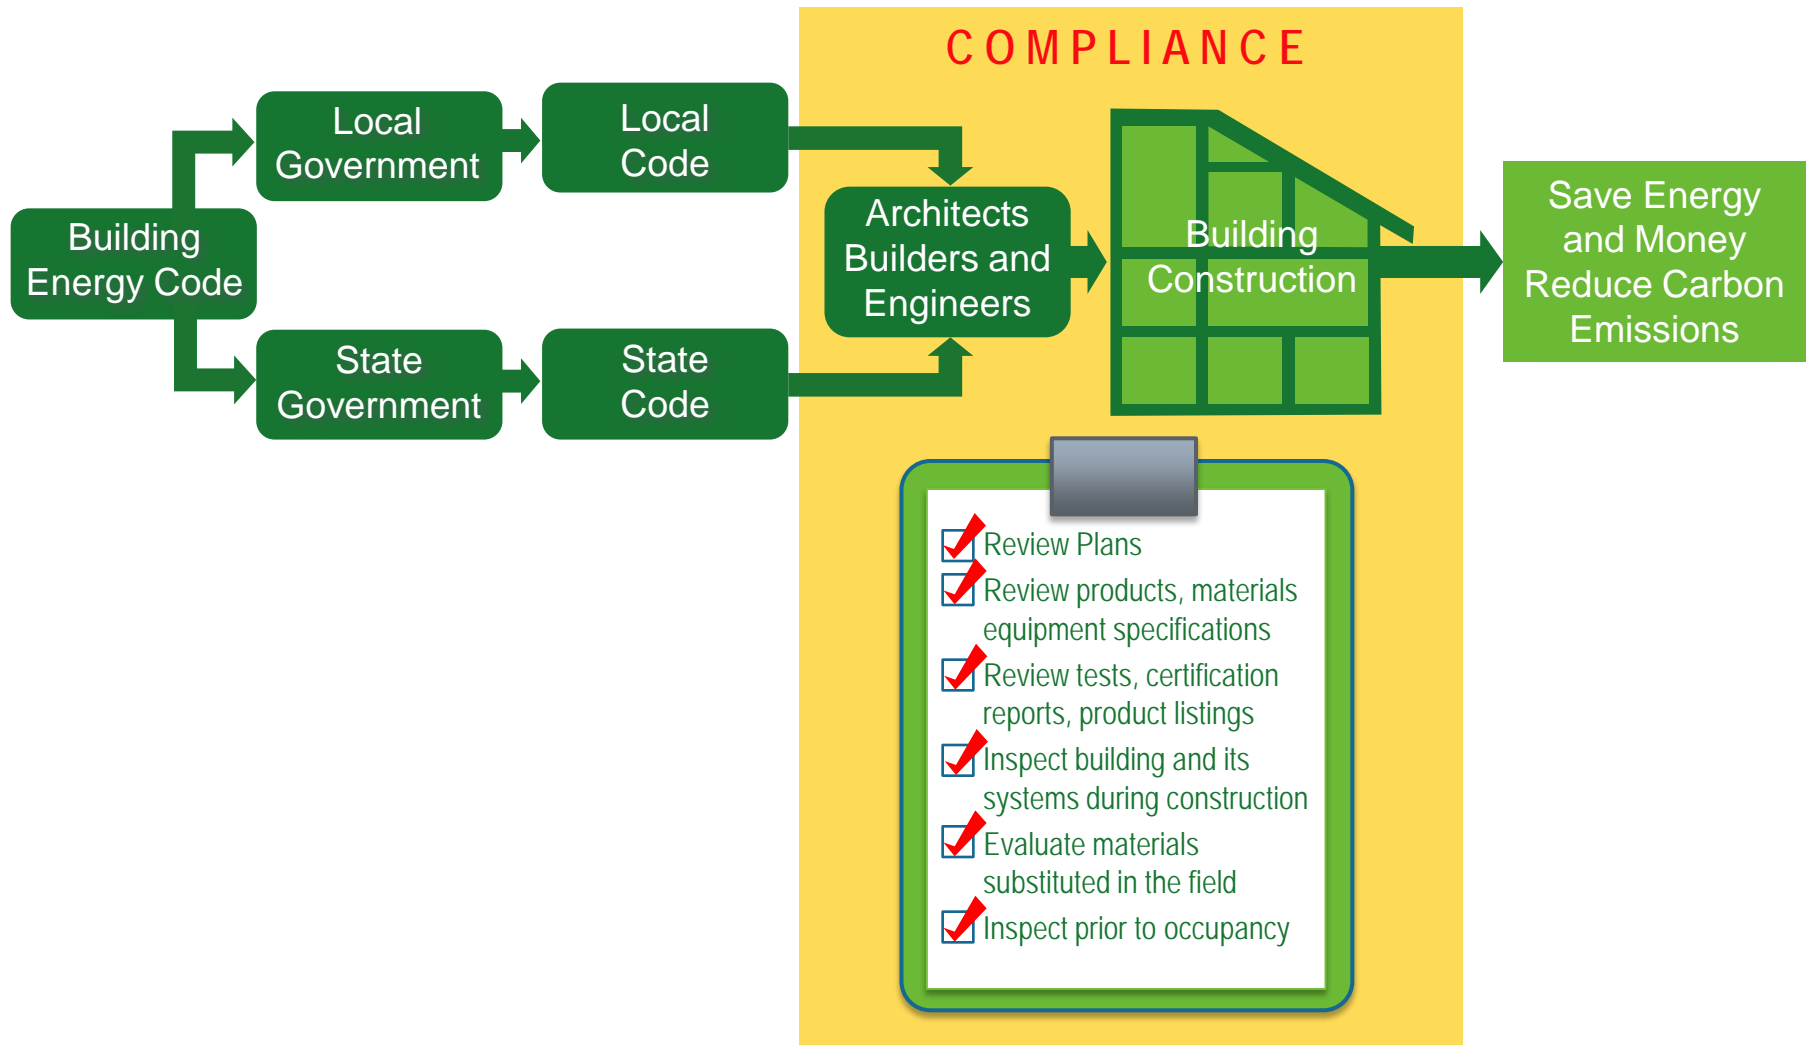 COMPLIANCE
Building
Energy Code
Local
Government
Local
Code
State
Government
State
Code
Architects
Builders and
Engineers
Building
Construction
Save Energy
and Money
Reduce Carbon
Emissions
Review Plans
Review products, materials
equipment specifications
Review tests, certification
reports, product listings
Inspect building and its
systems during construction
Evaluate materials
substituted in the field
Inspect prior to occupancy